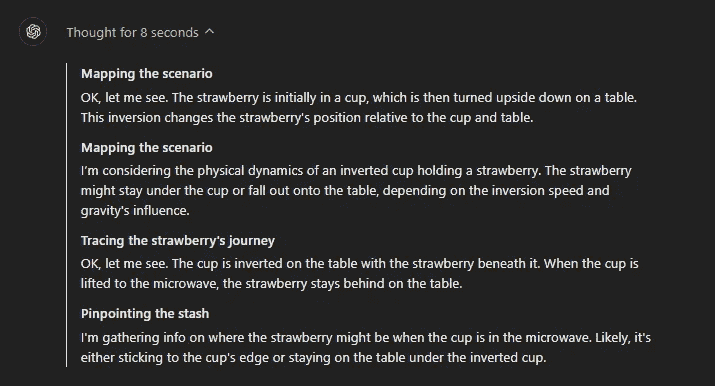 Thought for 8 seconds
Mapping the scenario
OK, let me see. The strawberry is initially in a cup, which is then turned upside down on a table.
This inversion changes the strawberry's position relative to the cup and table.
Mapping the scenario
I'm considering the physical dynamics of an inverted cup holding a strawberry. The strawberry
might stay under the cup or fall out onto the table, depending on the inversion speed and
gravity's influence.
Tracing the strawberry's journey
OK, let me see. The cup is inverted on the table with the strawberry beneath it. When the cup is
lifted to the microwave, the strawberry stays behind on the table.
Pinpointing the stash
I'm gathering info on where the strawberry might be when the cup is in the microwave. Likely, it's
either sticking to the cup's edge or staying on the table under the inverted cup.